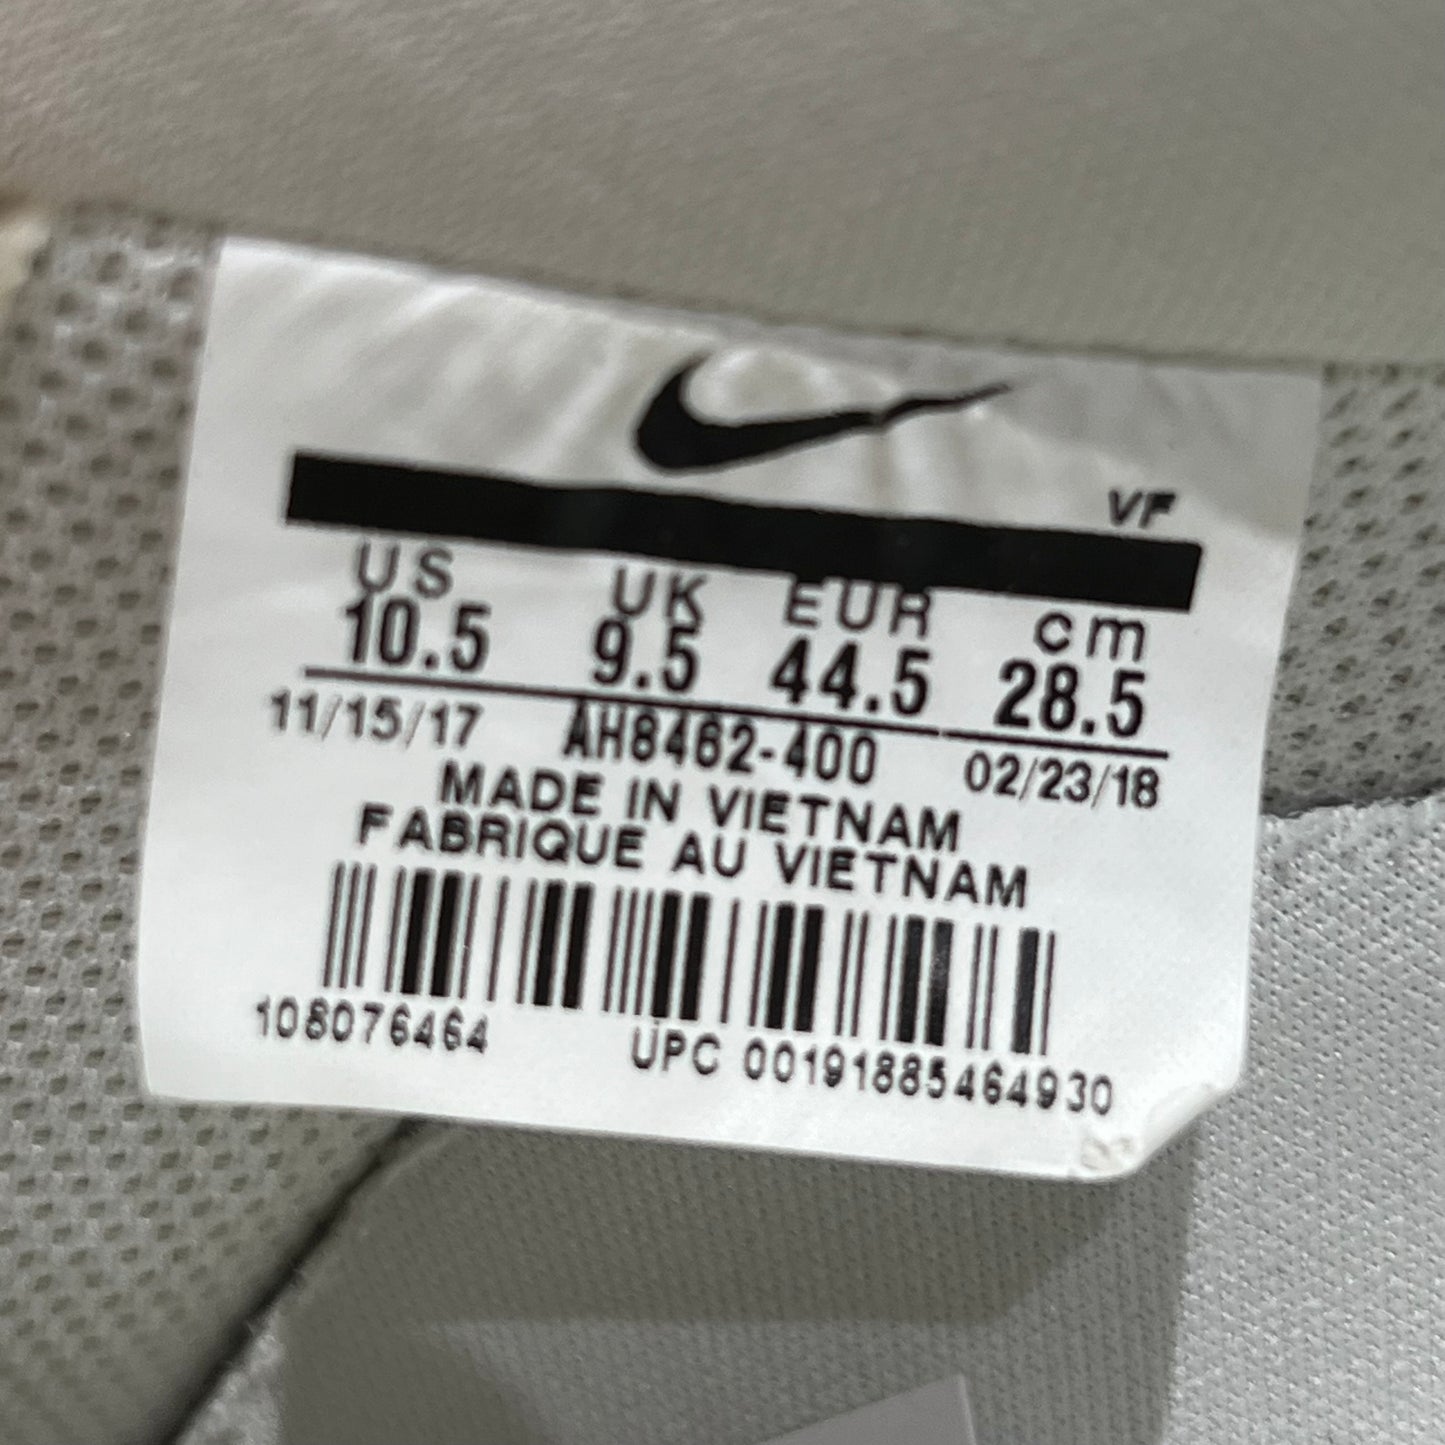 VF
US UK EUR cm
10.5 9.5 44.5 28.5
11/15/17 AH8462-400 02/23/18
MADE IN VIETNAM
FABRIQUE AU VIETNAM
108076464 UPC 00191885464930